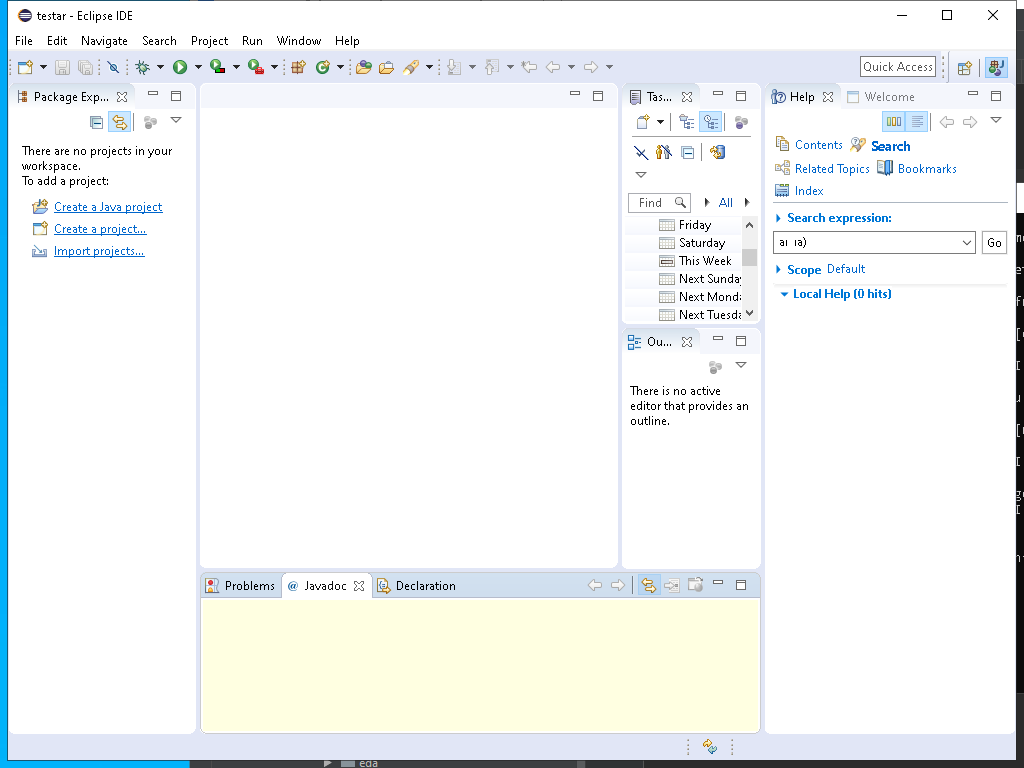 testar - Eclipse IDE
File Edit Navigate Search Project Run Window Help
Quick Access
Package Exp...
There are no projects in your
workspace.
To add a project:
Create a Java project
Create a project...
Import projects...
Tas...
Find
All
Friday
Saturday
This Week
Next Sunday
Next Monda
Next Tuesda
Ou...
There is no active
editor that provides an
outline.
Help Welcome
Contents Search
Related Topics Bookmarks
Index
Search expression:
Go
Scope Default
Local Help (0 hits)
Problems @ Javadoc Declaration
eda